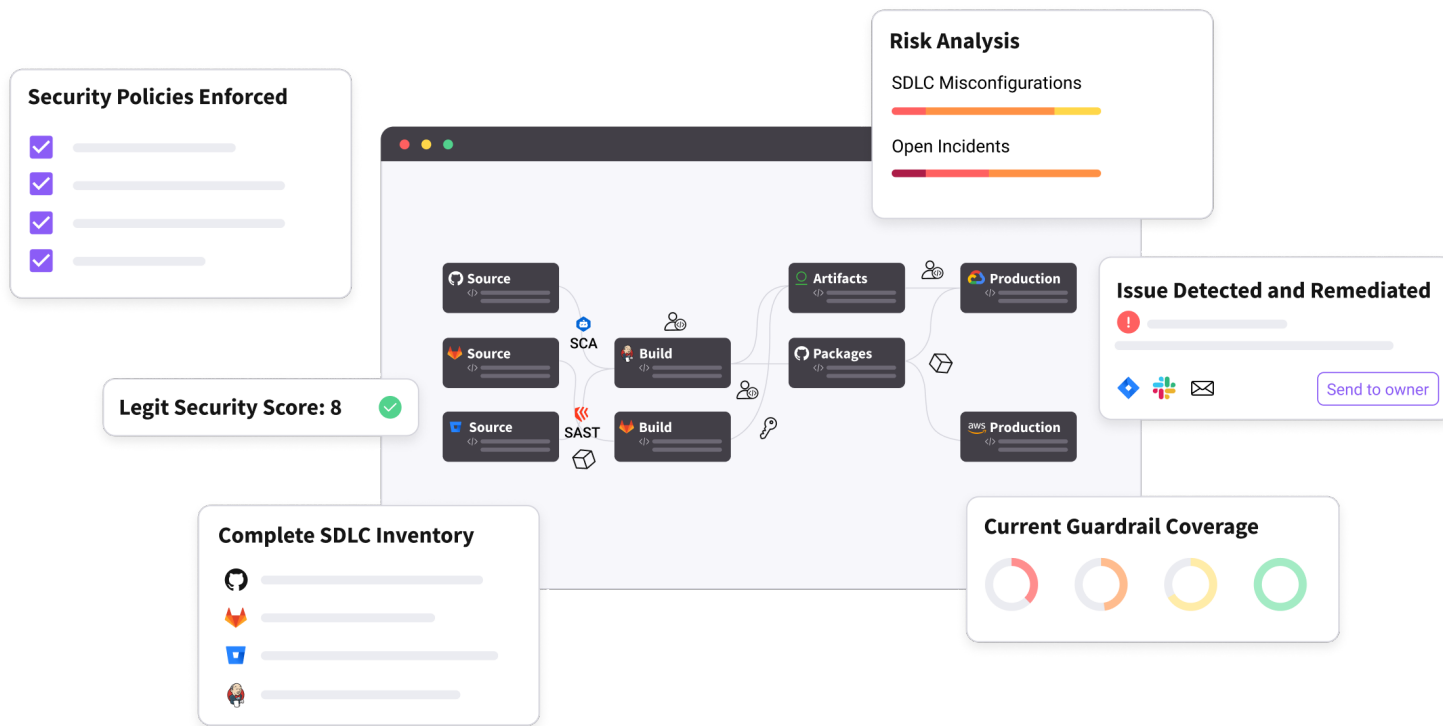 Risk Analysis
SDLC Misconfigurations
Open Incidents
Security Policies Enforced
Source
Artifacts
Production
SCA
Source
Build
Packages
Issue Detected and Remediated
Send to owner
Legit Security Score: 8
Source
SAST
Build
aws Production
Complete SDLC Inventory
Current Guardrail Coverage